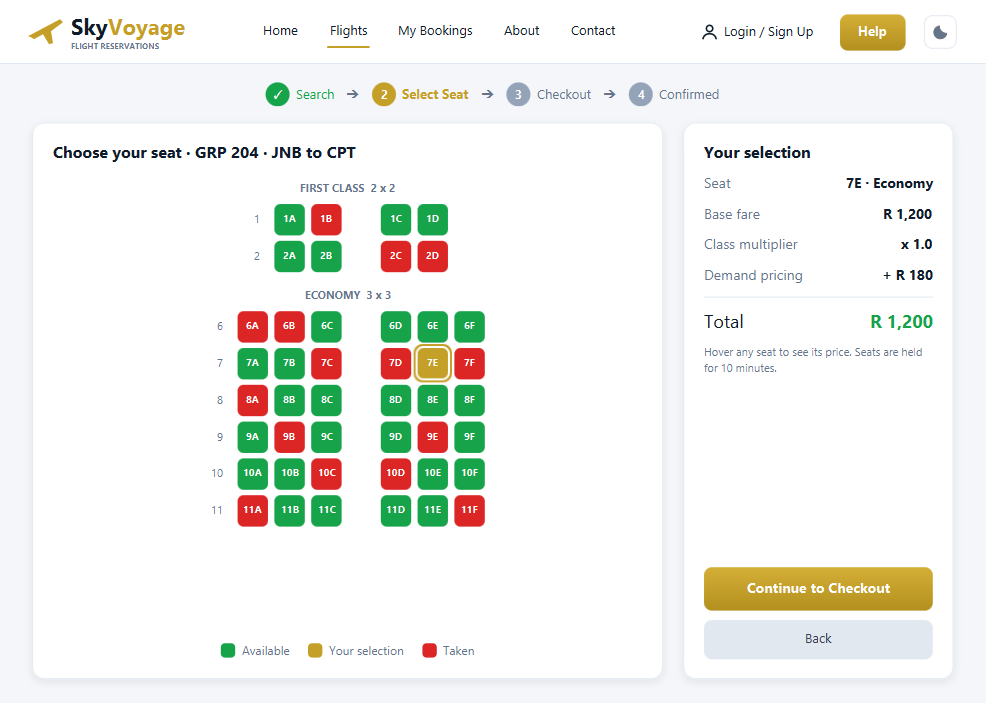 SkyVoyage
FLIGHT RESERVATIONS
Home Flights My Bookings About Contact
Login / Sign Up Help
✓ Search → 2 Select Seat → 3 Checkout → 4 Confirmed
Choose your seat · GRP 204 · JNB to CPT
FIRST CLASS 2 x 2
1 1A 1B 1C 1D
2 2A 2B 2C 2D
ECONOMY 3 x 3
6 6A 6B 6C 6D 6E 6F
7 7A 7B 7C 7D 7E 7F
8 8A 8B 8C 8D 8E 8F
9 9A 9B 9C 9D 9E 9F
10 10A 10B 10C 10D 10E 10F
11 11A 11B 11C 11D 11E 11F
Available Your selection Taken
Your selection
Seat 7E · Economy
Base fare R 1,200
Class multiplier x 1.0
Demand pricing + R 180
Total R 1,200
Hover any seat to see its price. Seats are held
for 10 minutes.
Continue to Checkout
Back